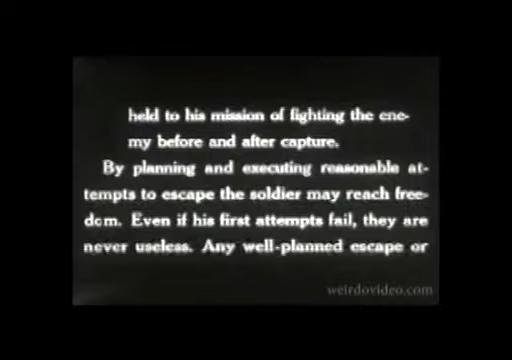 held to his mission of fighting the ene-
my before and after capture.
By planning and executing reasonable at-
tempts to escape the soldier may reach free-
dom. Even if his first attempts fail, they are
never useless. Any well-planned escape or
weirdovideo.com